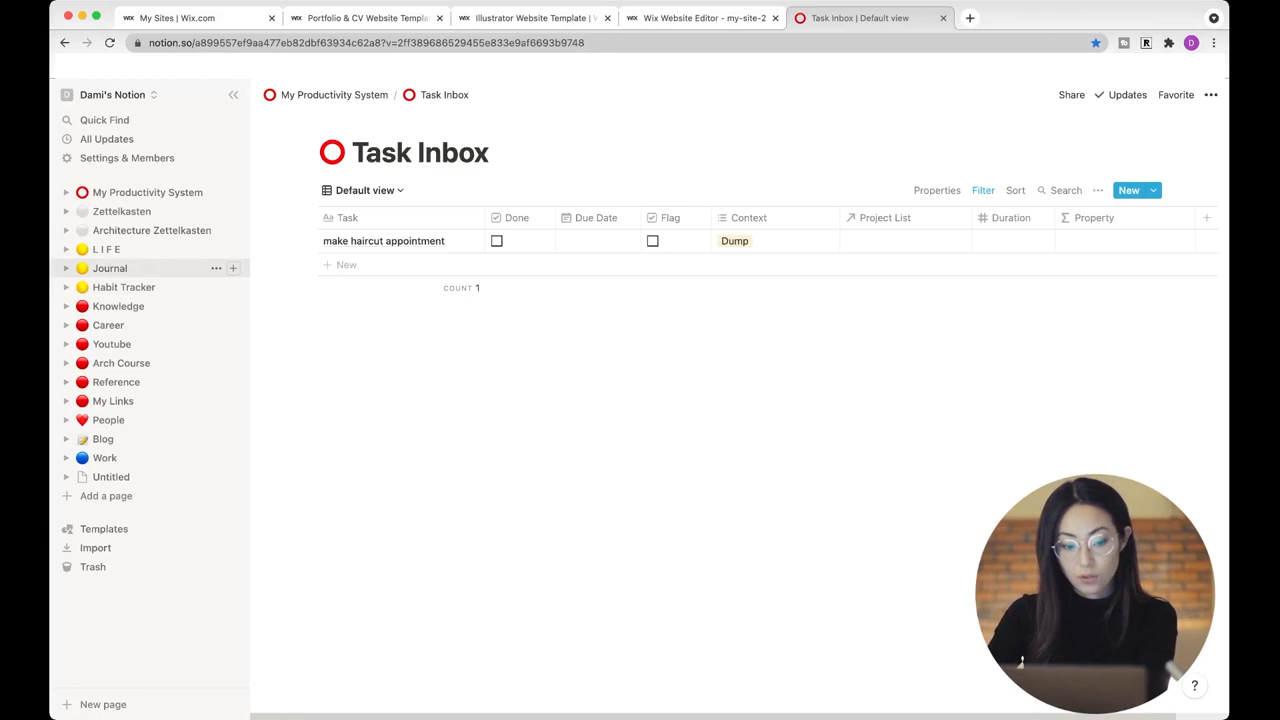 WiX My Sites | Wix.com
WiX Portfolio & CV Website Templa
WiX Illustrator Website Template | W
WiX Wix Website Editor - my-site-2
Task Inbox | Default view
notion.so/a899557ef9aa477eb82dbf63934c62a8?v=2ff389686529455e833e9af6693b9748
R
D
D Dami's Notion
My Productivity System / Task Inbox
Share Updates Favorite
Quick Find
All Updates
Settings & Members
My Productivity System
Zettelkasten
Architecture Zettelkasten
L I F E
Journal
Habit Tracker
Knowledge
Career
Youtube
Arch Course
Reference
My Links
People
Blog
Work
Untitled
Add a page
Templates
Import
Trash
New page
Task Inbox
Default view
Properties Filter Sort Search New
Aa Task Done Due Date Flag Context Project List Duration Σ Property
make haircut appointment Dump
New
COUNT 1
?